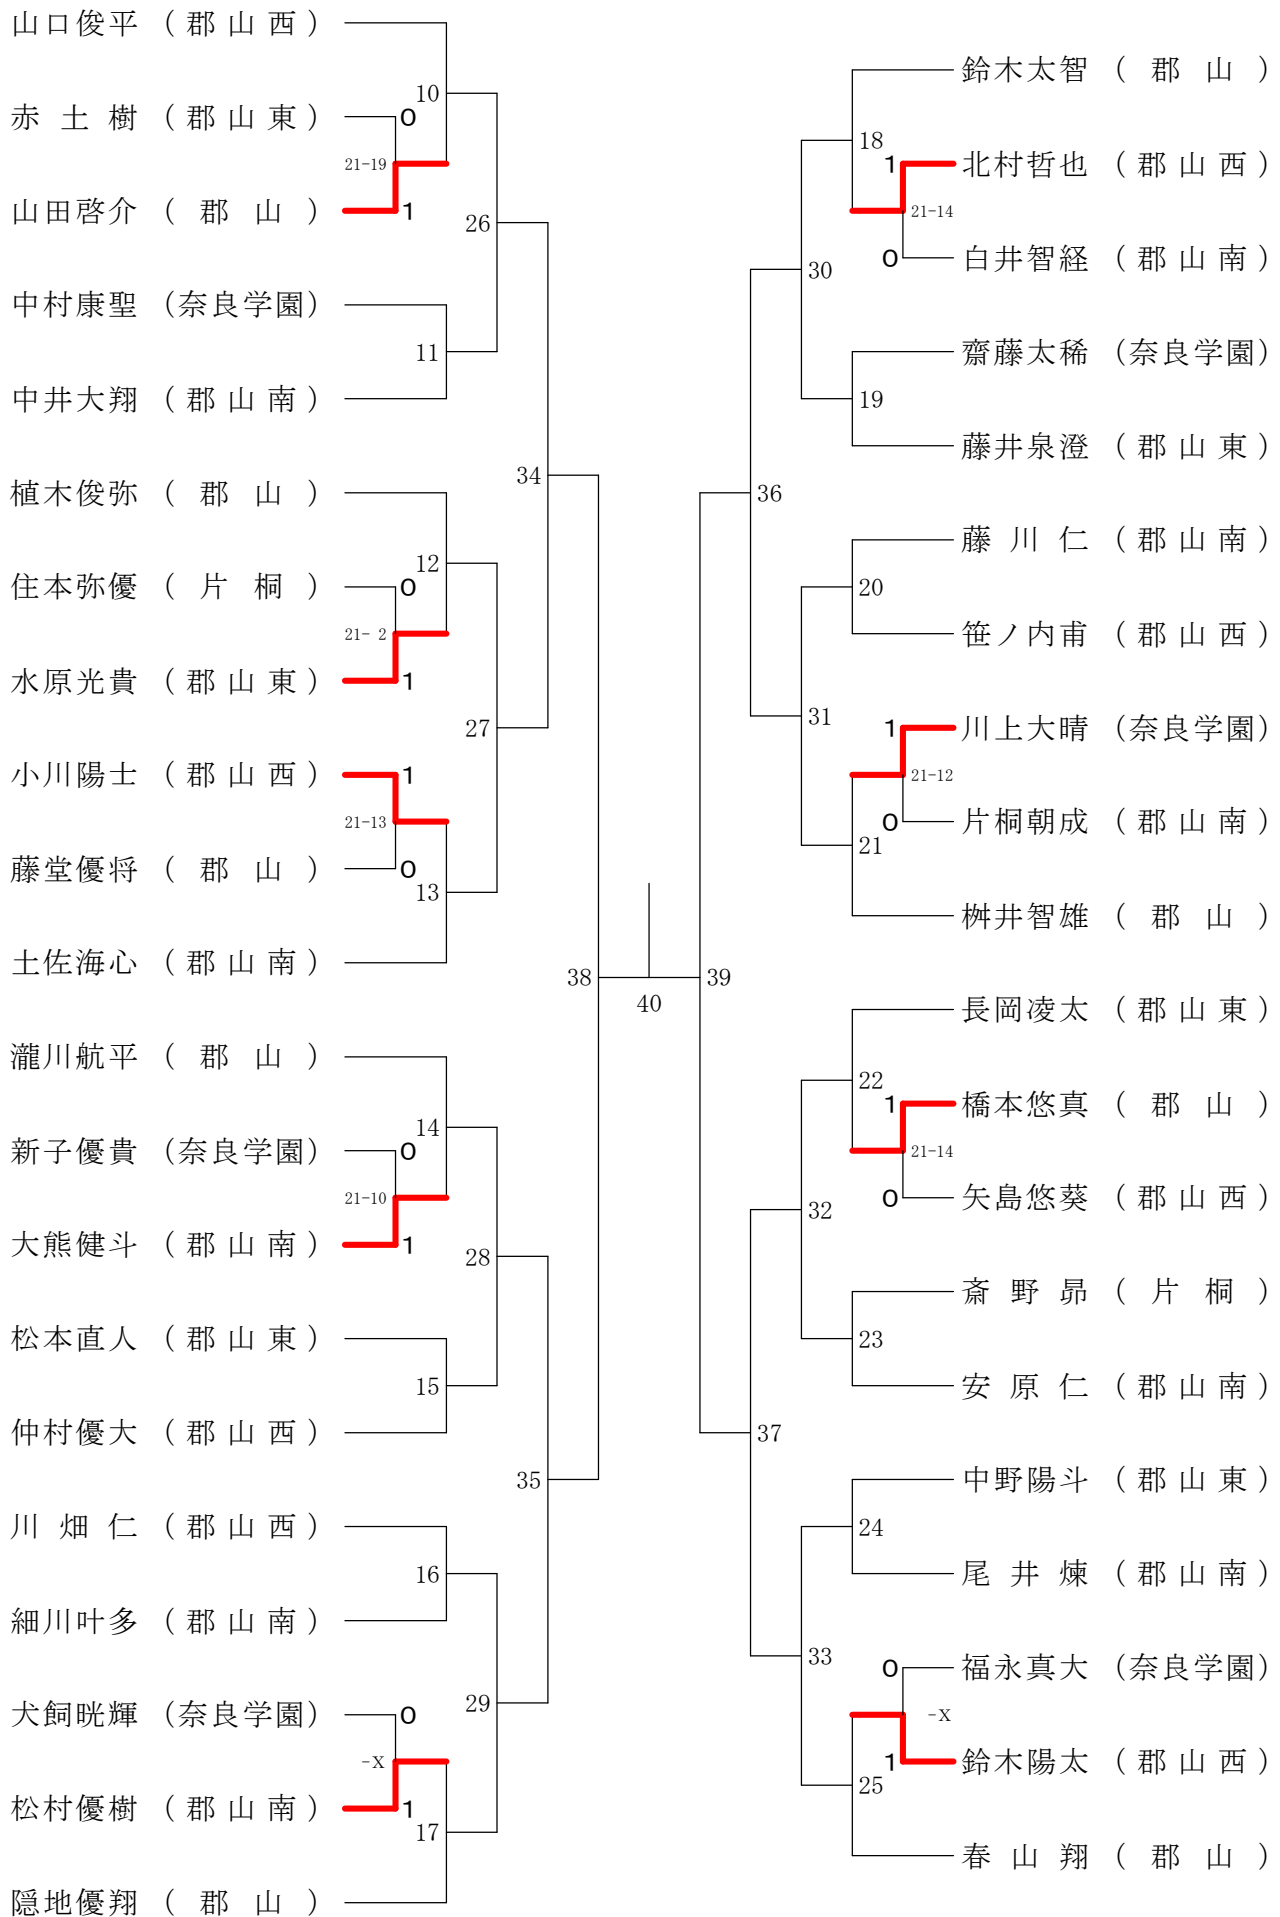 山口俊平 （ 郡 山 西 ）
10
赤 土 樹 （ 郡 山 東 ） 0
21-19
山田啓介 （ 郡 山 ） 1
26
中村康聖 （奈良学園）
11
中井大翔 （ 郡 山 南 ）
34
植木俊弥 （ 郡 山 ）
12
住本弥優 （ 片 桐 ） 0
21- 2
水原光貴 （ 郡 山 東 ） 1
27
小川陽士 （ 郡 山 西 ） 1
21-13
藤堂優将 （ 郡 山 ） 0
13
土佐海心 （ 郡 山 南 ）
38
瀧川航平 （ 郡 山 ）
14
新子優貴 （奈良学園） 0
21-10
大熊健斗 （ 郡 山 南 ） 1
28
松本直人 （ 郡 山 東 ）
15
仲村優大 （ 郡 山 西 ）
35
川 畑 仁 （ 郡 山 西 ）
16
細川叶多 （ 郡 山 南 ）
29
犬飼晄輝 （奈良学園） 0
-X
松村優樹 （ 郡 山 南 ） 1
17
隠地優翔 （ 郡 山 ）
40
鈴木太智 （ 郡 山 ）
18
1 北村哲也 （ 郡 山 西 ）
21-14
0 白井智経 （ 郡 山 南 ）
30
齋藤太稀 （奈良学園）
19
藤井泉澄 （ 郡 山 東 ）
36
藤 川 仁 （ 郡 山 南 ）
20
笹ノ内甫 （ 郡 山 西 ）
31
1 川上大晴 （奈良学園）
21-12
0 片桐朝成 （ 郡 山 南 ）
21
桝井智雄 （ 郡 山 ）
39
長岡凌太 （ 郡 山 東 ）
22
1 橋本悠真 （ 郡 山 ）
21-14
0 矢島悠葵 （ 郡 山 西 ）
32
斎 野 昴 （ 片 桐 ）
23
安 原 仁 （ 郡 山 南 ）
37
中野陽斗 （ 郡 山 東 ）
24
尾 井 煉 （ 郡 山 南 ）
33
0 福永真大 （奈良学園）
-X
1 鈴木陽太 （ 郡 山 西 ）
25
春 山 翔 （ 郡 山 ）